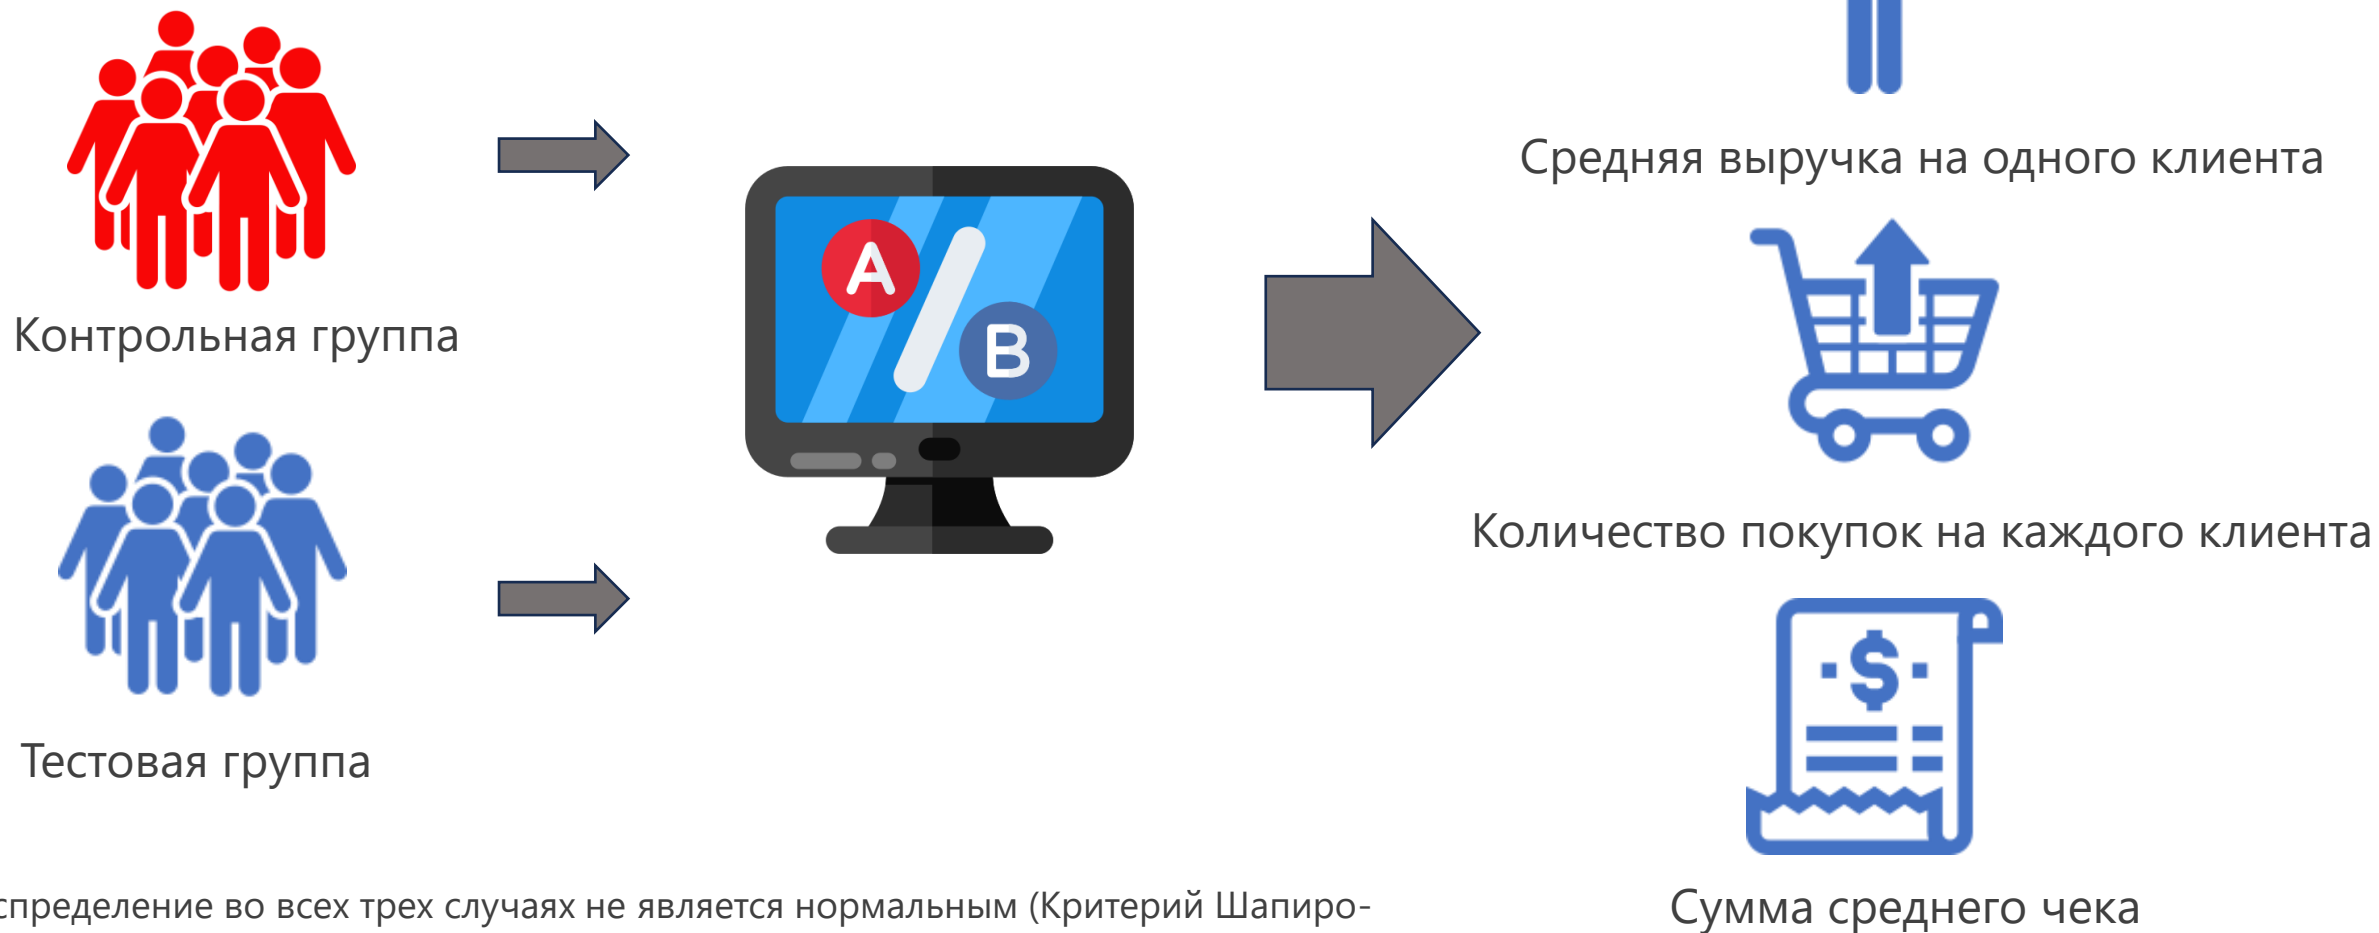 Контрольная группа
Тестовая группа
A
B
Средняя выручка на одного клиента
Количество покупок на каждого клиента
$
Сумма среднего чека
спределение во всех трех случаях не является нормальным (Критерий Шапиро-